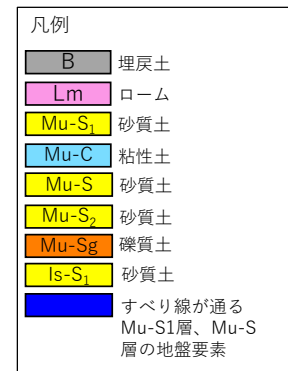 凡例
B 埋戻土
Lm ローム
Mu-S₁ 砂質土
Mu-C 粘性土
Mu-S 砂質土
Mu-S₂ 砂質土
Mu-Sg 礫質土
Is-S₁ 砂質土
すべり線が通る
Mu-S1層、Mu-S
層の地盤要素